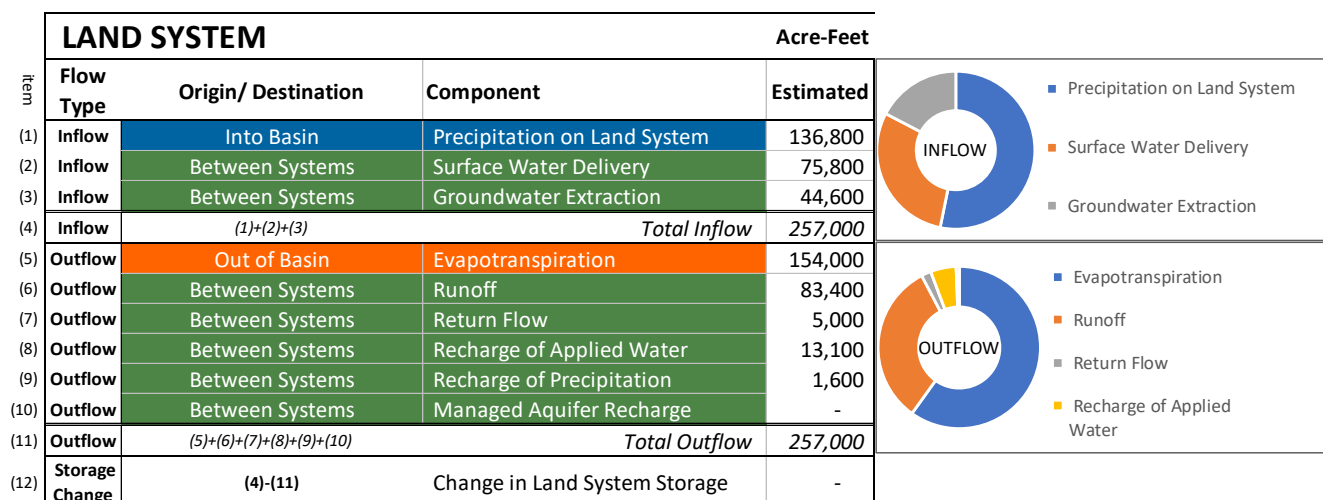 LAND SYSTEM Acre-Feet
item Flow Type Origin/ Destination Component Estimated
(1) Inflow Into Basin Precipitation on Land System 136,800
(2) Inflow Between Systems Surface Water Delivery 75,800
(3) Inflow Between Systems Groundwater Extraction 44,600
(4) Inflow (1)+(2)+(3) Total Inflow 257,000
(5) Outflow Out of Basin Evapotranspiration 154,000
(6) Outflow Between Systems Runoff 83,400
(7) Outflow Between Systems Return Flow 5,000
(8) Outflow Between Systems Recharge of Applied Water 13,100
(9) Outflow Between Systems Recharge of Precipitation 1,600
(10) Outflow Between Systems Managed Aquifer Recharge -
(11) Outflow (5)+(6)+(7)+(8)+(9)+(10) Total Outflow 257,000
(12) Storage Change (4)-(11) Change in Land System Storage -
INFLOW
Precipitation on Land System
Surface Water Delivery
Groundwater Extraction
OUTFLOW
Evapotranspiration
Runoff
Return Flow
Recharge of Applied
Water